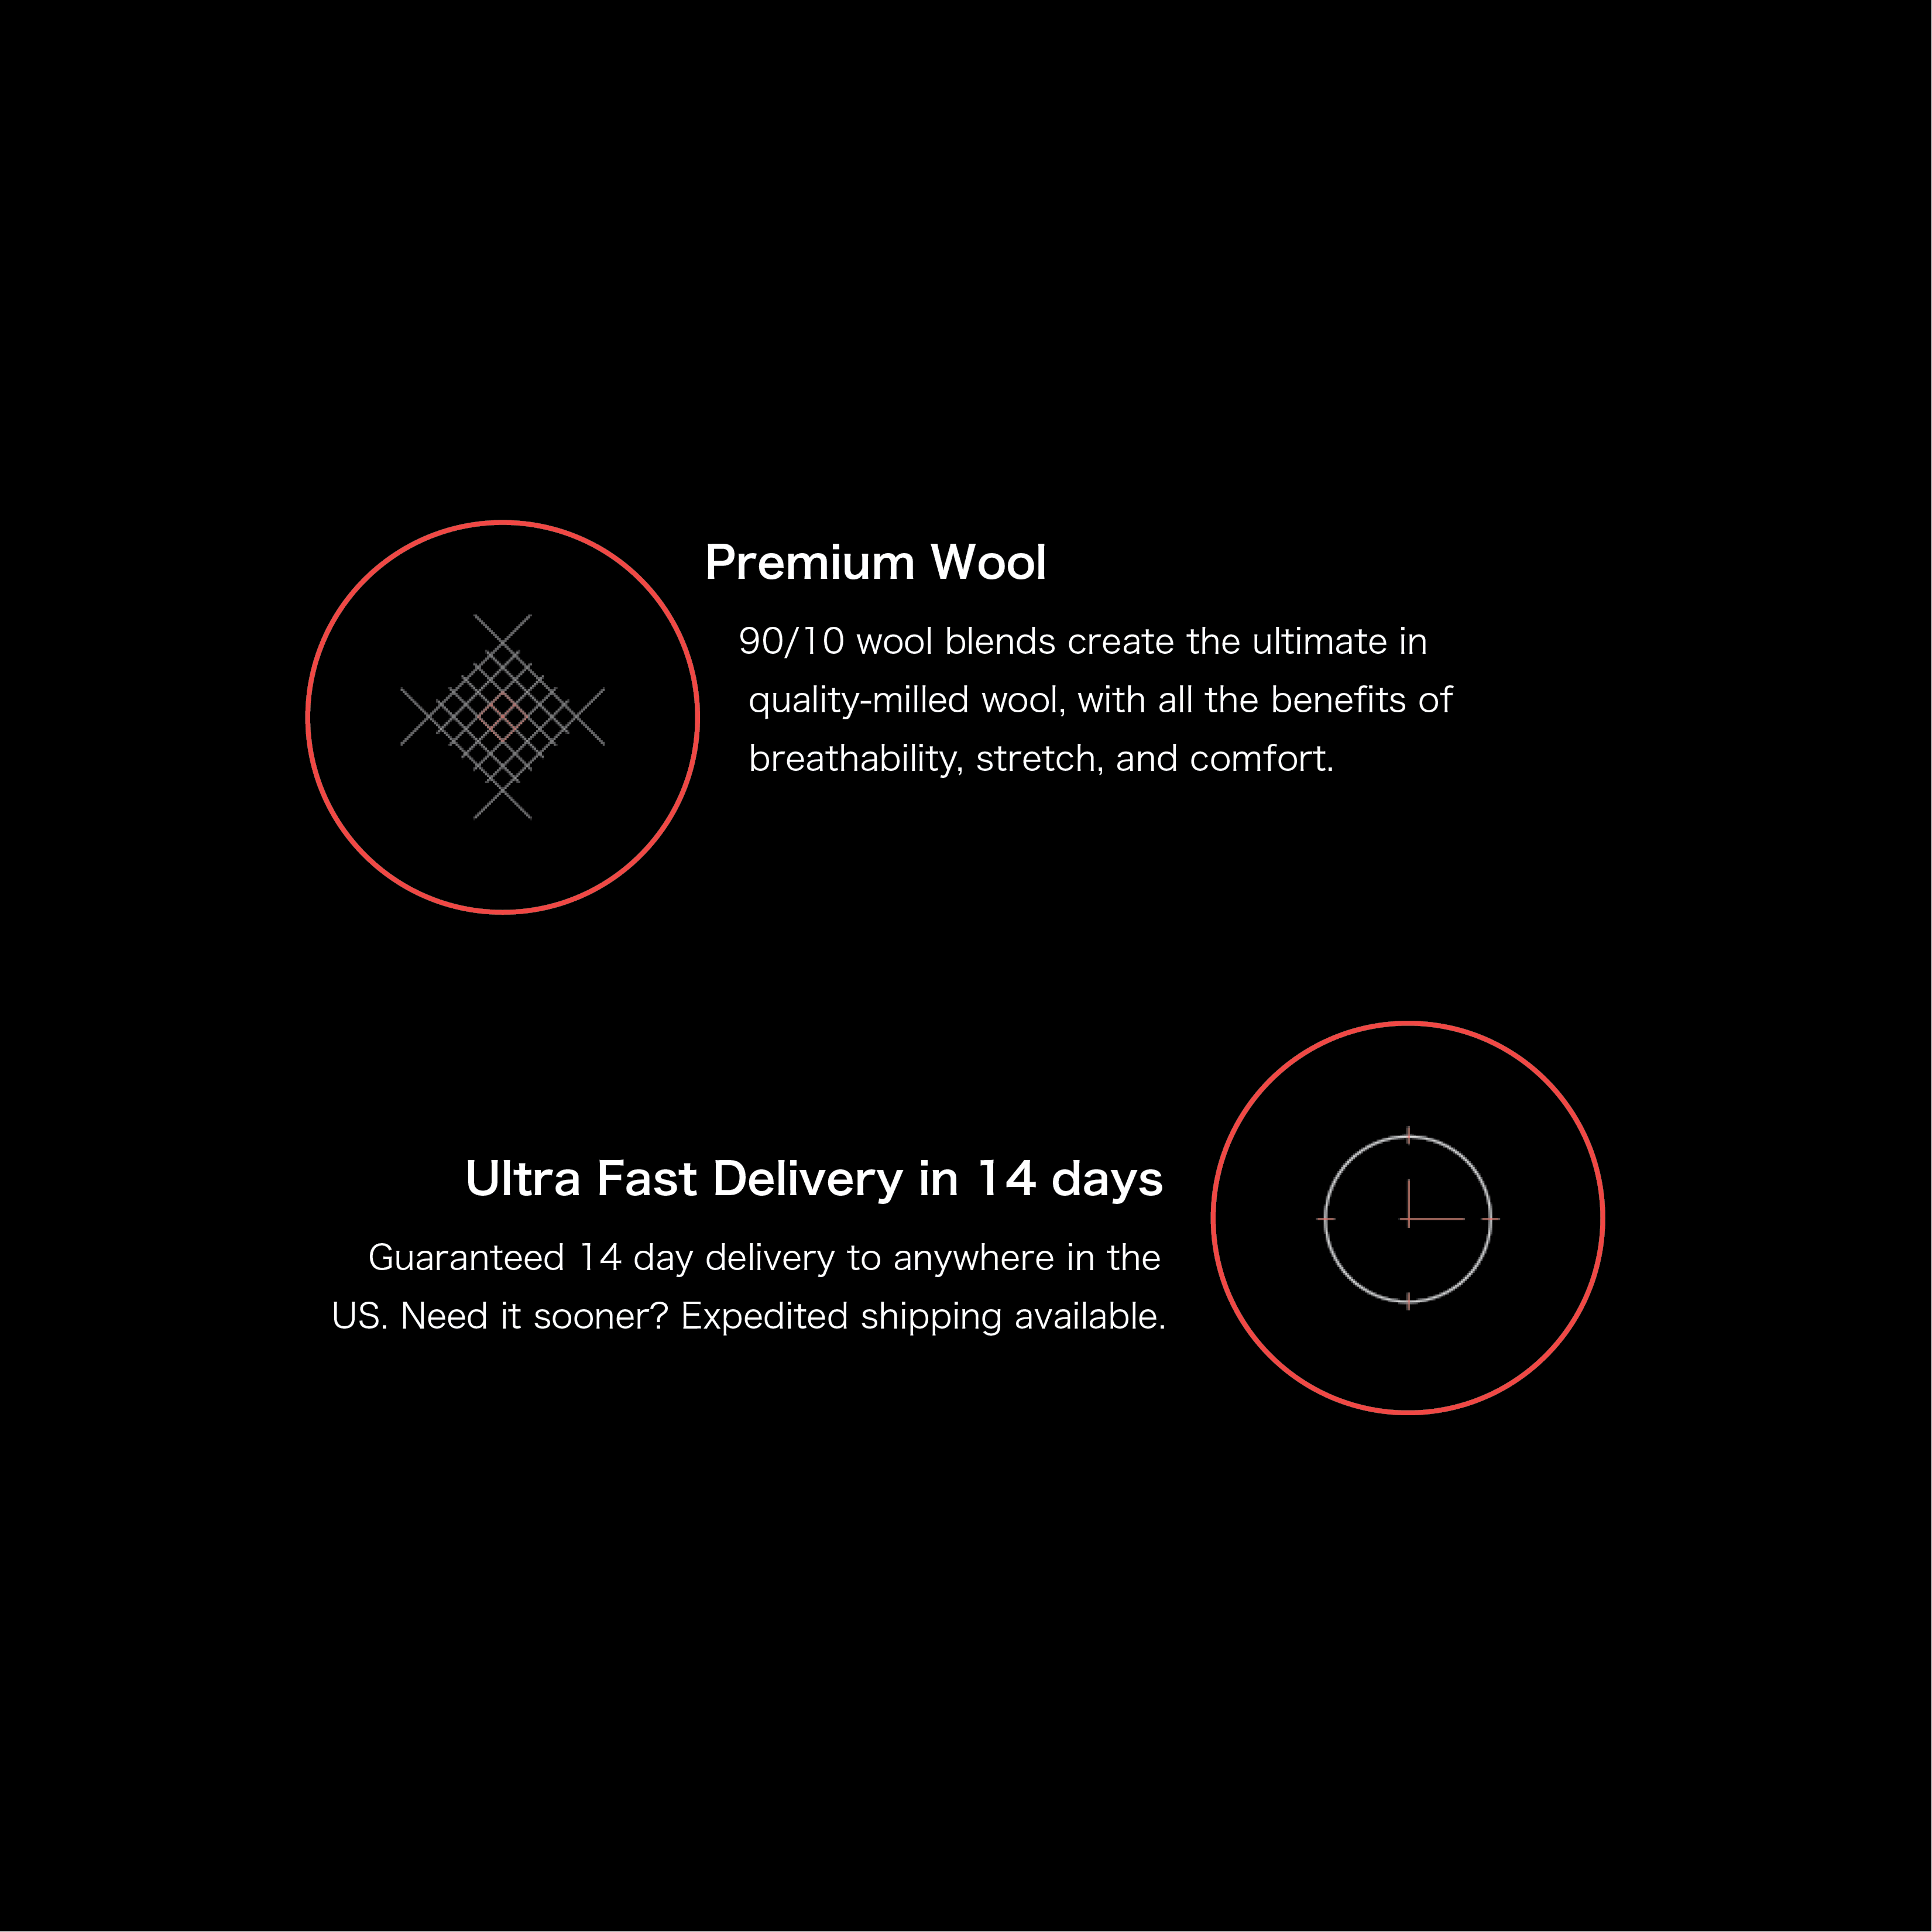 Premium Wool
90/10 wool blends create the ultimate in
quality-milled wool, with all the benefits of
breathability, stretch, and comfort.
Ultra Fast Delivery in 14 days
Guaranteed 14 day delivery to anywhere in the
US. Need it sooner? Expedited shipping available.